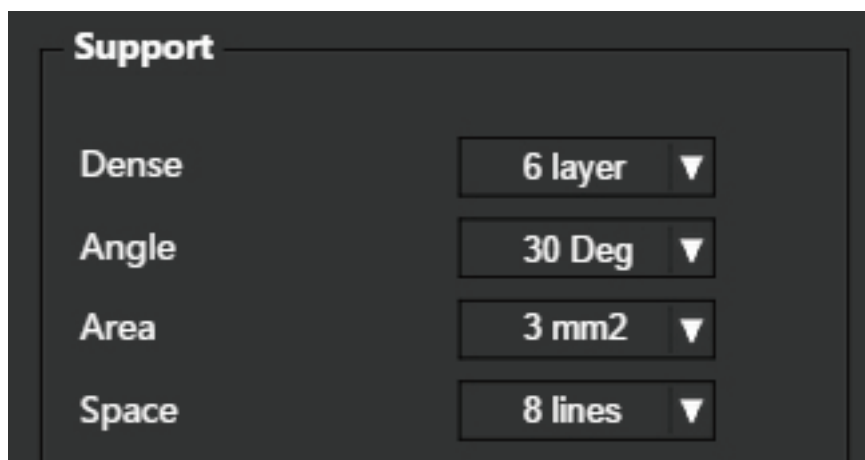 Support
Dense 6 layer
Angle 30 Deg
Area 3 mm2
Space 8 lines